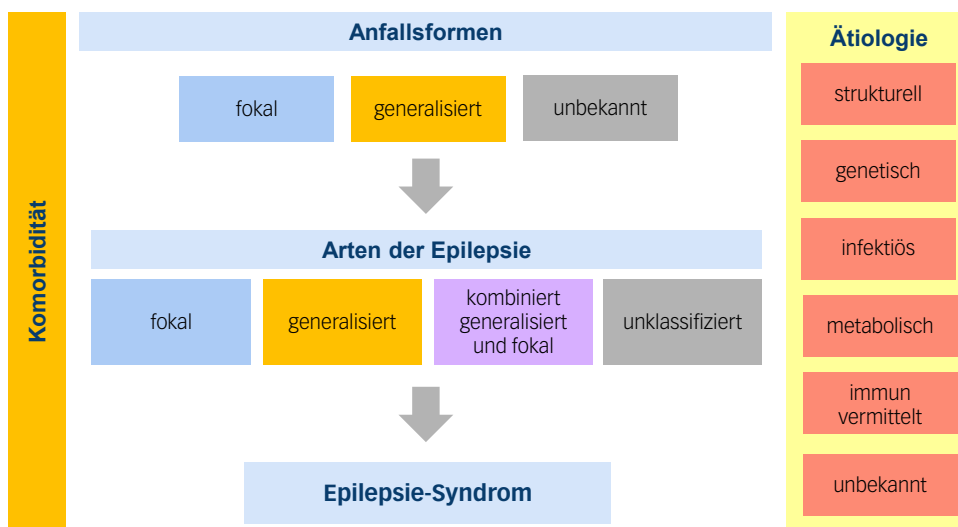 Komorbidität
Anfallsformen
fokal
generalisiert
unbekannt
Arten der Epilepsie
fokal
generalisiert
kombiniert
generalisiert
und fokal
unklassifiziert
Epilepsie-Syndrom
Ätiologie
strukturell
genetisch
infektiös
metabolisch
immun
vermittelt
unbekannt